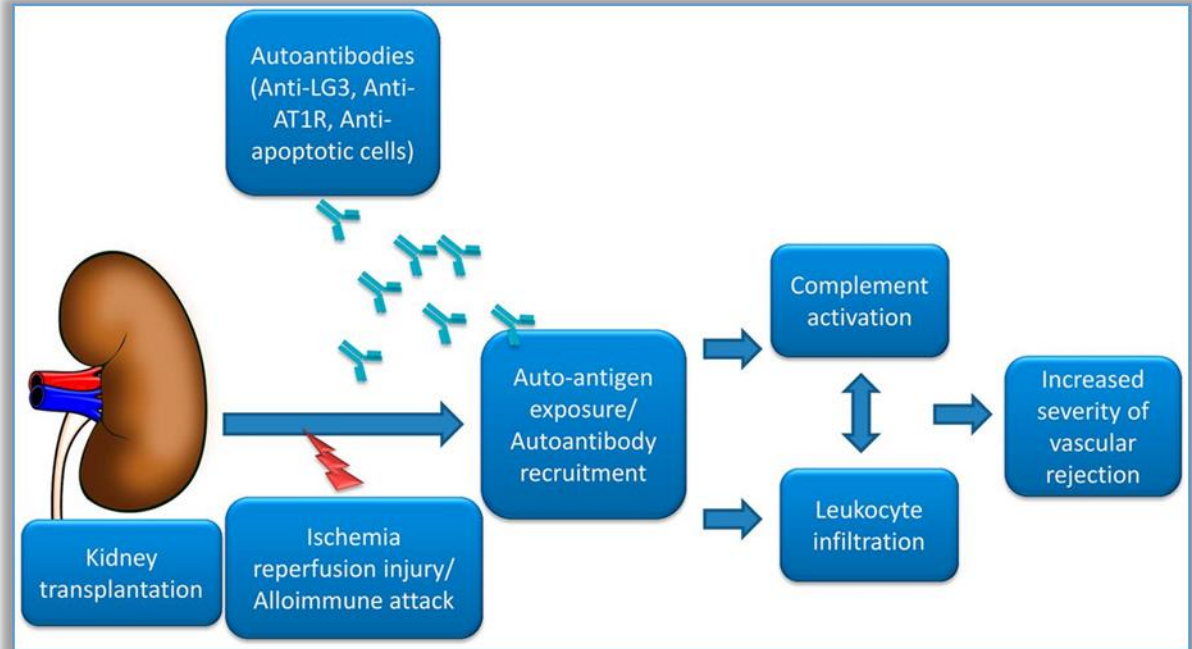 Autoantibodies
(Anti-LG3, Anti-
AT1R, Anti-
apoptotic cells)
Kidney
transplantation
Ischemia
reperfusion injury/
Alloimmune attack
Auto-antigen
exposure/
Autoantibody
recruitment
Complement
activation
Leukocyte
infiltration
Increased
severity of
vascular
rejection